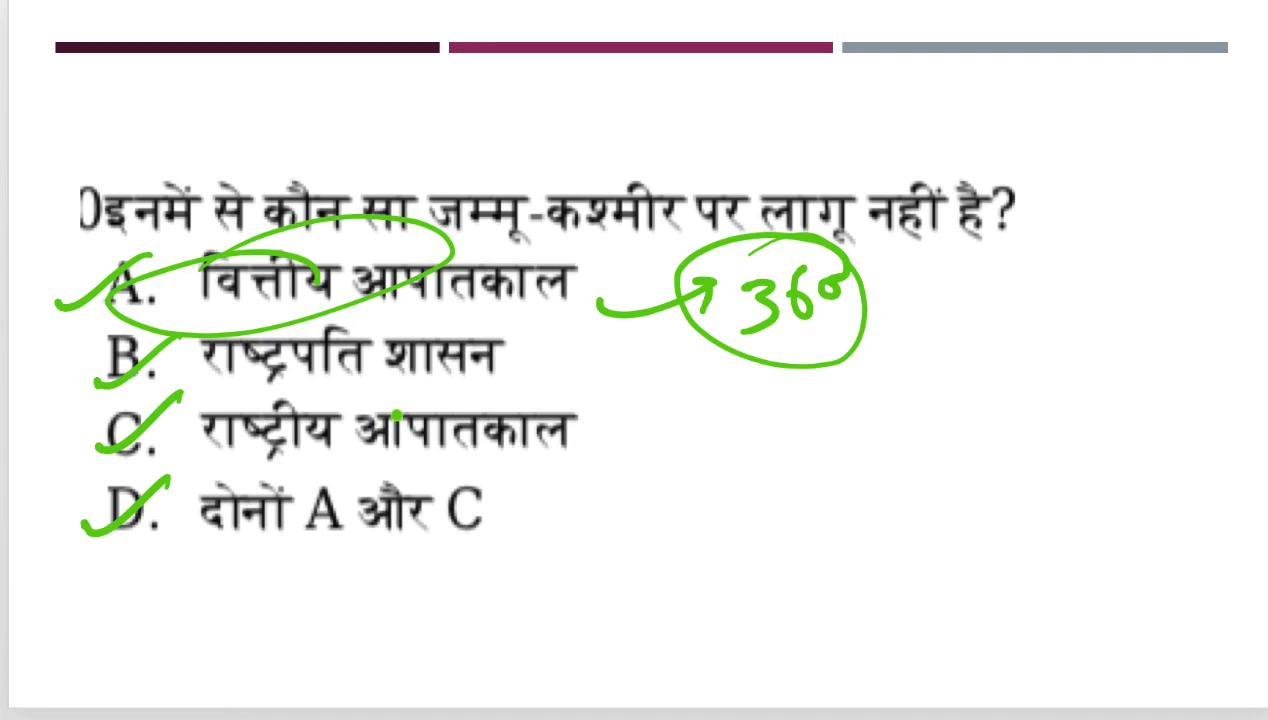 0इनमें से कौन सा जम्मू-कश्मीर पर लागू नहीं है?
A. वित्तीय आपातकाल
360
B. राष्ट्रपति शासन
C. राष्ट्रीय आपातकाल
D. दोनों A और C